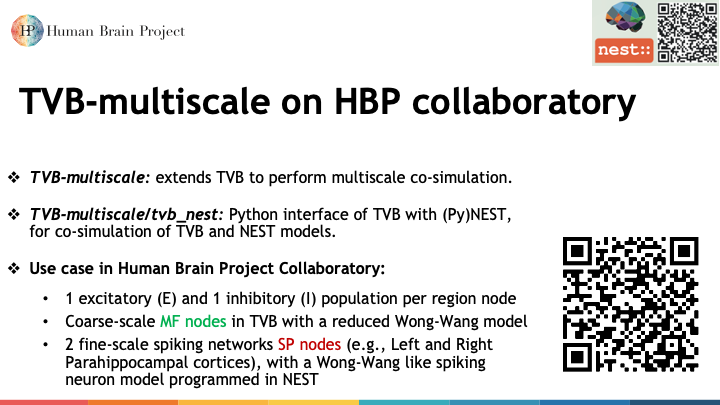 HP Human Brain Project
nest::
TVB-multiscale on HBP collaboratory
❖ TVB-multiscale: extends TVB to perform multiscale co-simulation.
❖ TVB-multiscale/tvb_nest: Python interface of TVB with (Py)NEST,
for co-simulation of TVB and NEST models.
❖ Use case in Human Brain Project Collaboratory:
• 1 excitatory (E) and 1 inhibitory (I) population per region node
• Coarse-scale MF nodes in TVB with a reduced Wong-Wang model
• 2 fine-scale spiking networks SP nodes (e.g., Left and Right
Parahippocampal cortices), with a Wong-Wang like spiking
neuron model programmed in NEST